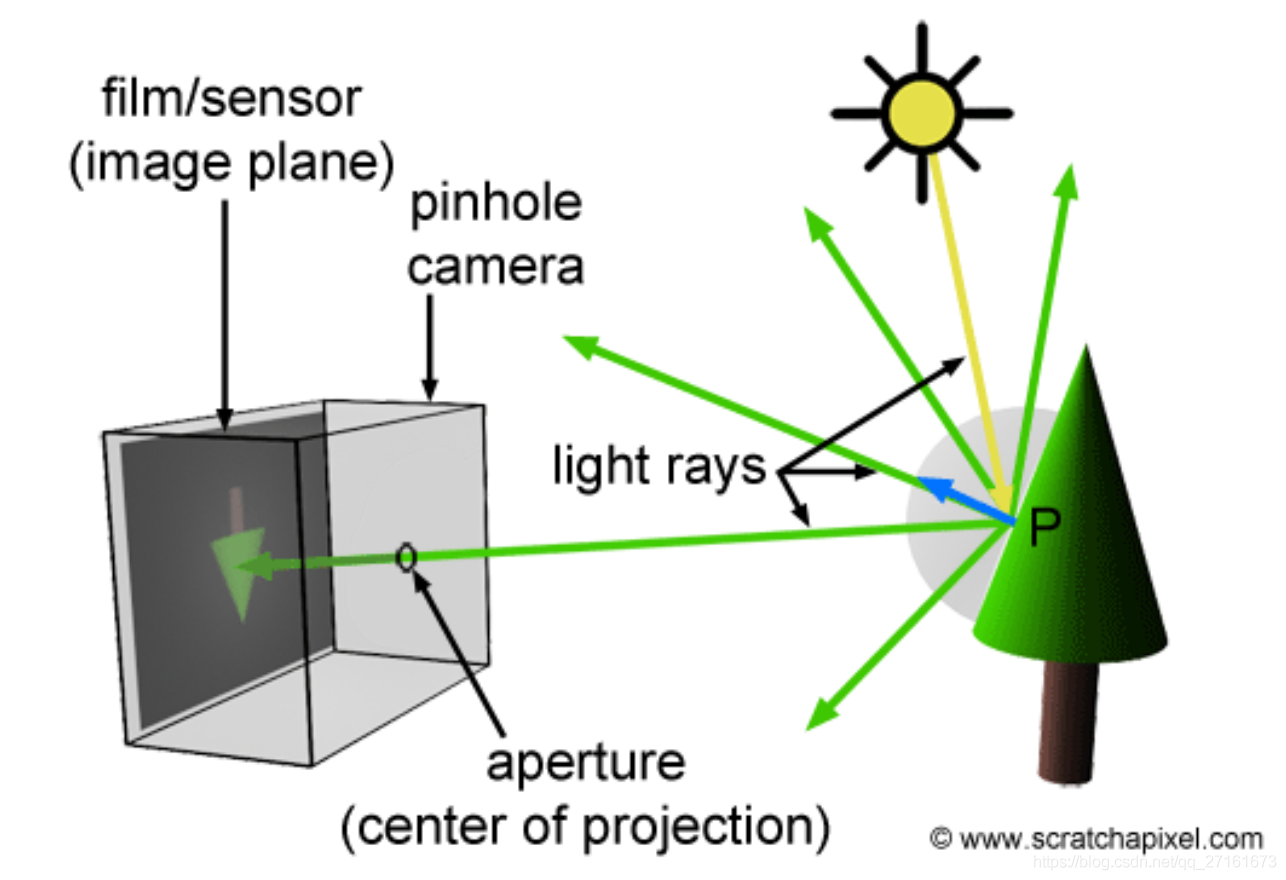 film/sensor
(image plane)
pinhole
camera
light rays
P
aperture
(center of projection)
© www.scratchapixel.com
https://blog.csdn.net/qq_27161673